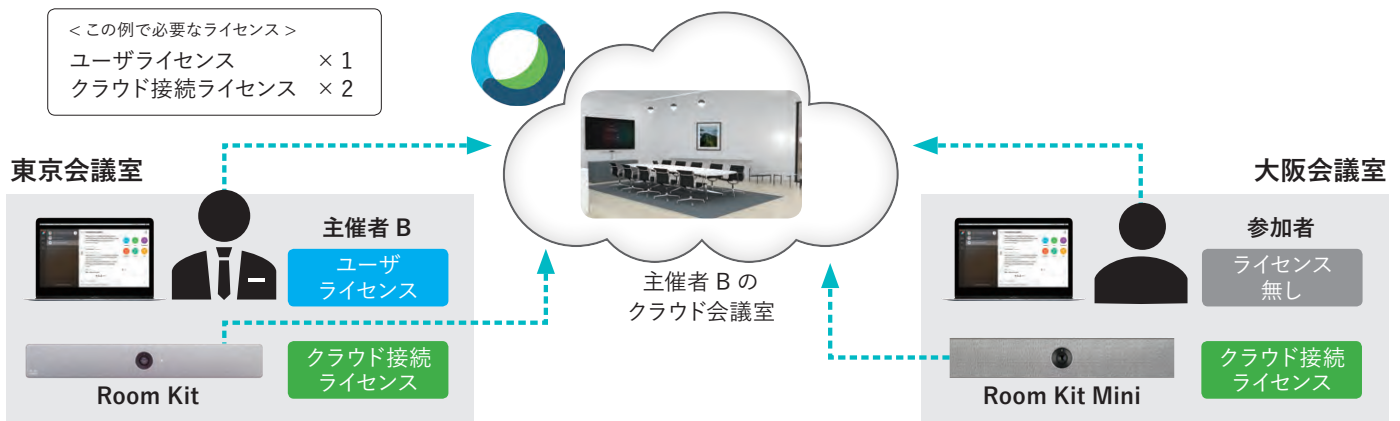 < この例で必要なライセンス >
ユーザライセンス × 1
クラウド接続ライセンス × 2
東京会議室
主催者 B
ユーザ
ライセンス
クラウド接続
ライセンス
Room Kit
主催者 B の
クラウド会議室
大阪会議室
参加者
ライセンス
無し
クラウド接続
ライセンス
Room Kit Mini